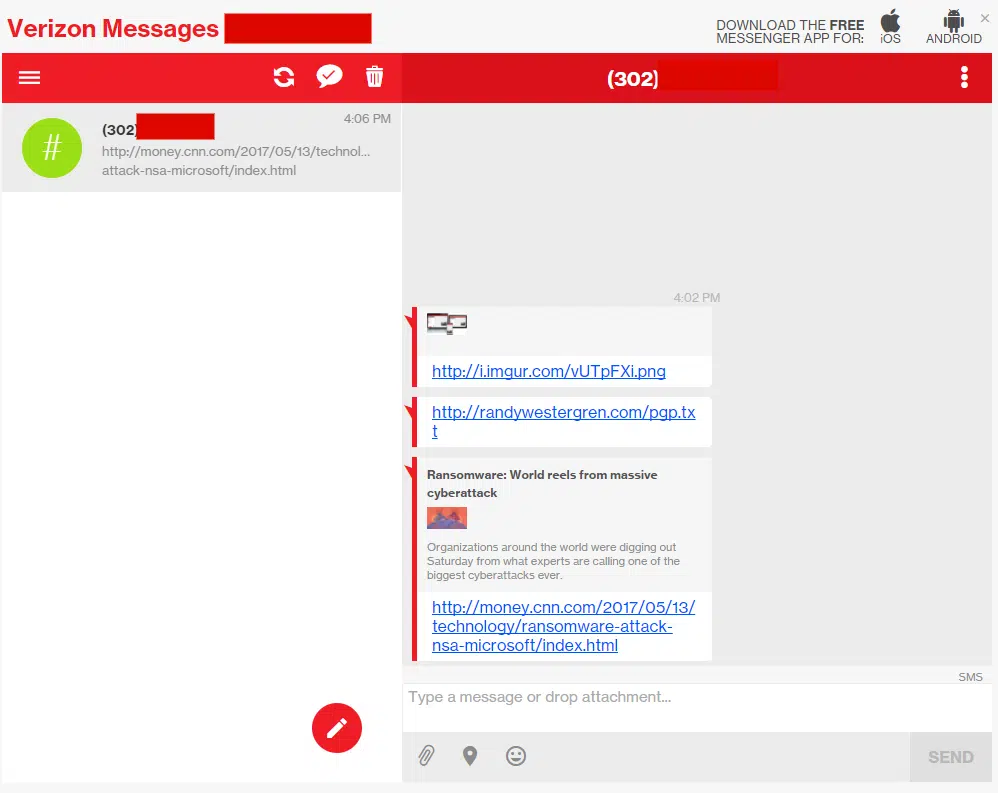 Verizon Messages
DOWNLOAD THE FREE
MESSENGER APP FOR:
iOS
ANDROID
(302)
(302)
4:06 PM
http://money.cnn.com/2017/05/13/technol...
attack-nsa-microsoft/index.html
4:02 PM
http://i.imgur.com/vUTpFXi.png
http://randywestergren.com/pgp.tx
t
Ransomware: World reels from massive
cyberattack
Organizations around the world were digging out
Saturday from what experts are calling one of the
biggest cyberattacks ever.
http://money.cnn.com/2017/05/13/
technology/ransomware-attack-
nsa-microsoft/index.html
SMS
Type a message or drop attachment...
SEND